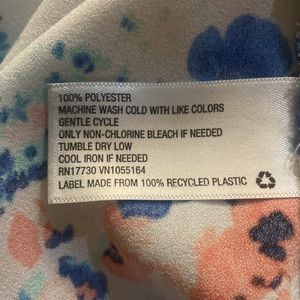 100% POLYESTER
MACHINE WASH COLD WITH LIKE COLORS
GENTLE CYCLE
ONLY NON-CHLORINE BLEACH IF NEEDED
TUMBLE DRY LOW
COOL IRON IF NEEDED
RN17730 VN1055164
LABEL MADE FROM 100% RECYCLED PLASTIC